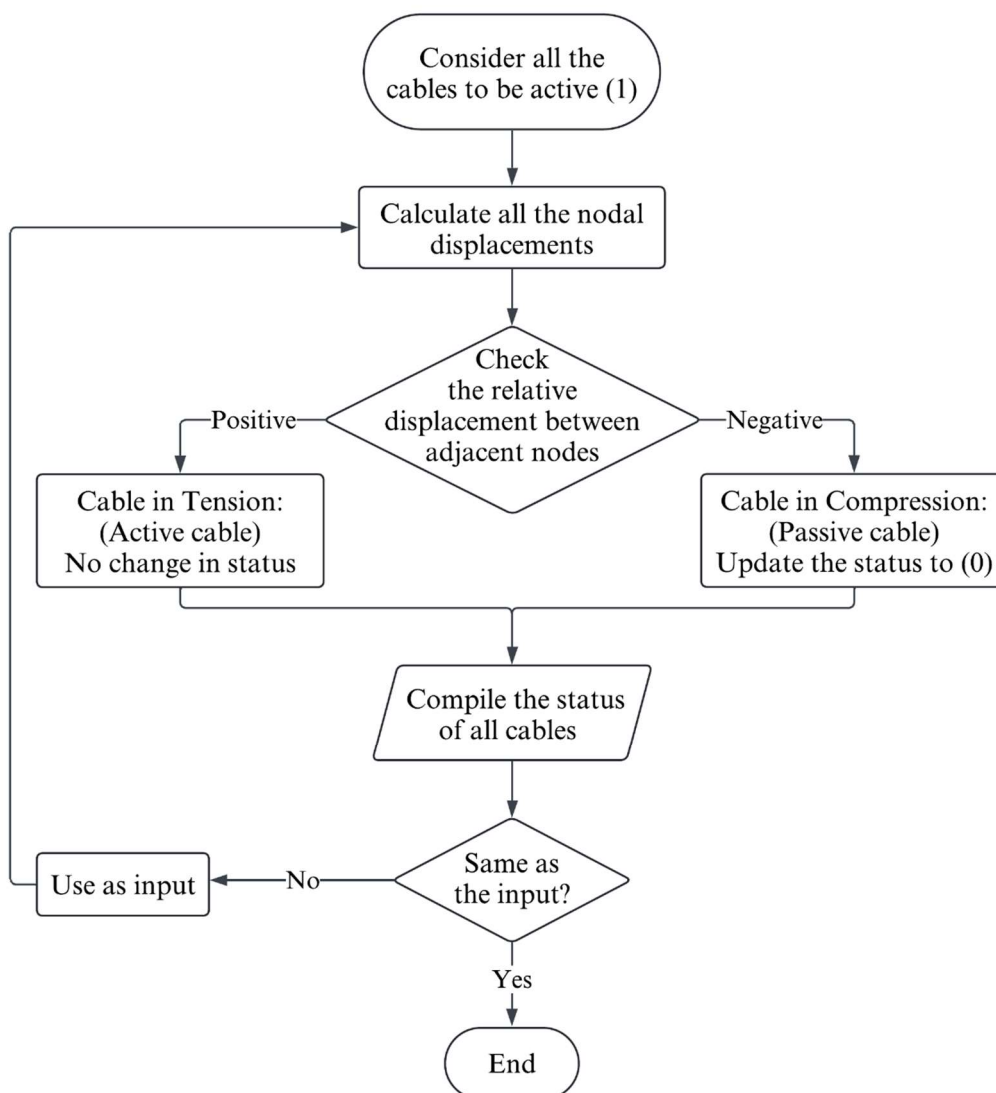 Consider all the
cables to be active (1)
Calculate all the nodal
displacements
Check
the relative
displacement between
adjacent nodes
Positive
Negative
Cable in Tension:
(Active cable)
No change in status
Cable in Compression:
(Passive cable)
Update the status to (0)
Compile the status
of all cables
Same as
the input?
No
Use as input
Yes
End